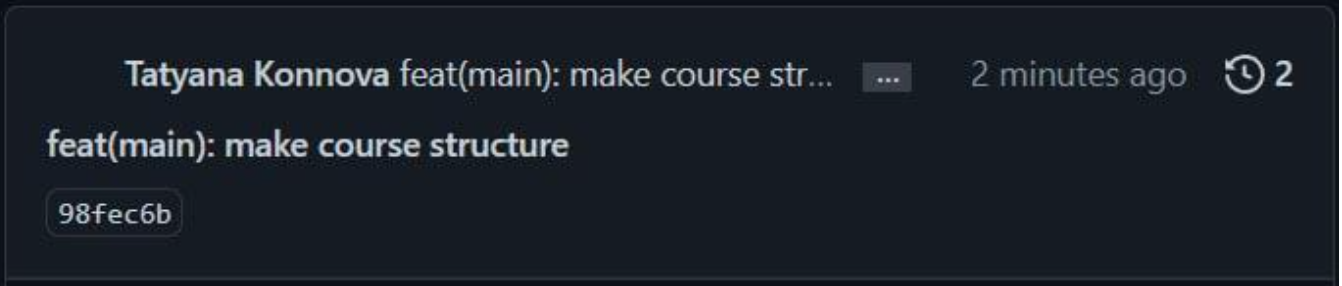 Tatyana Konnova feat(main): make course str... ... 2 minutes ago 2
feat(main): make course structure
98fec6b